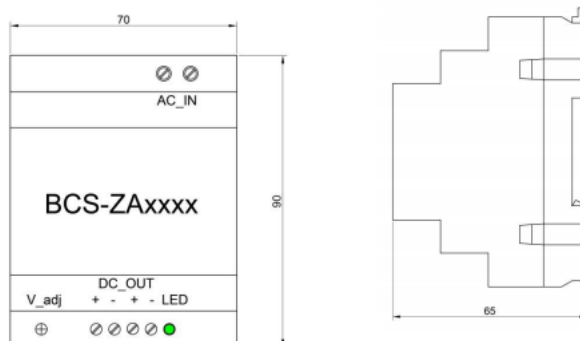 70
AC_IN
BCS-ZAxxxx
90
DC_OUT
V_adj + - + - LED
65